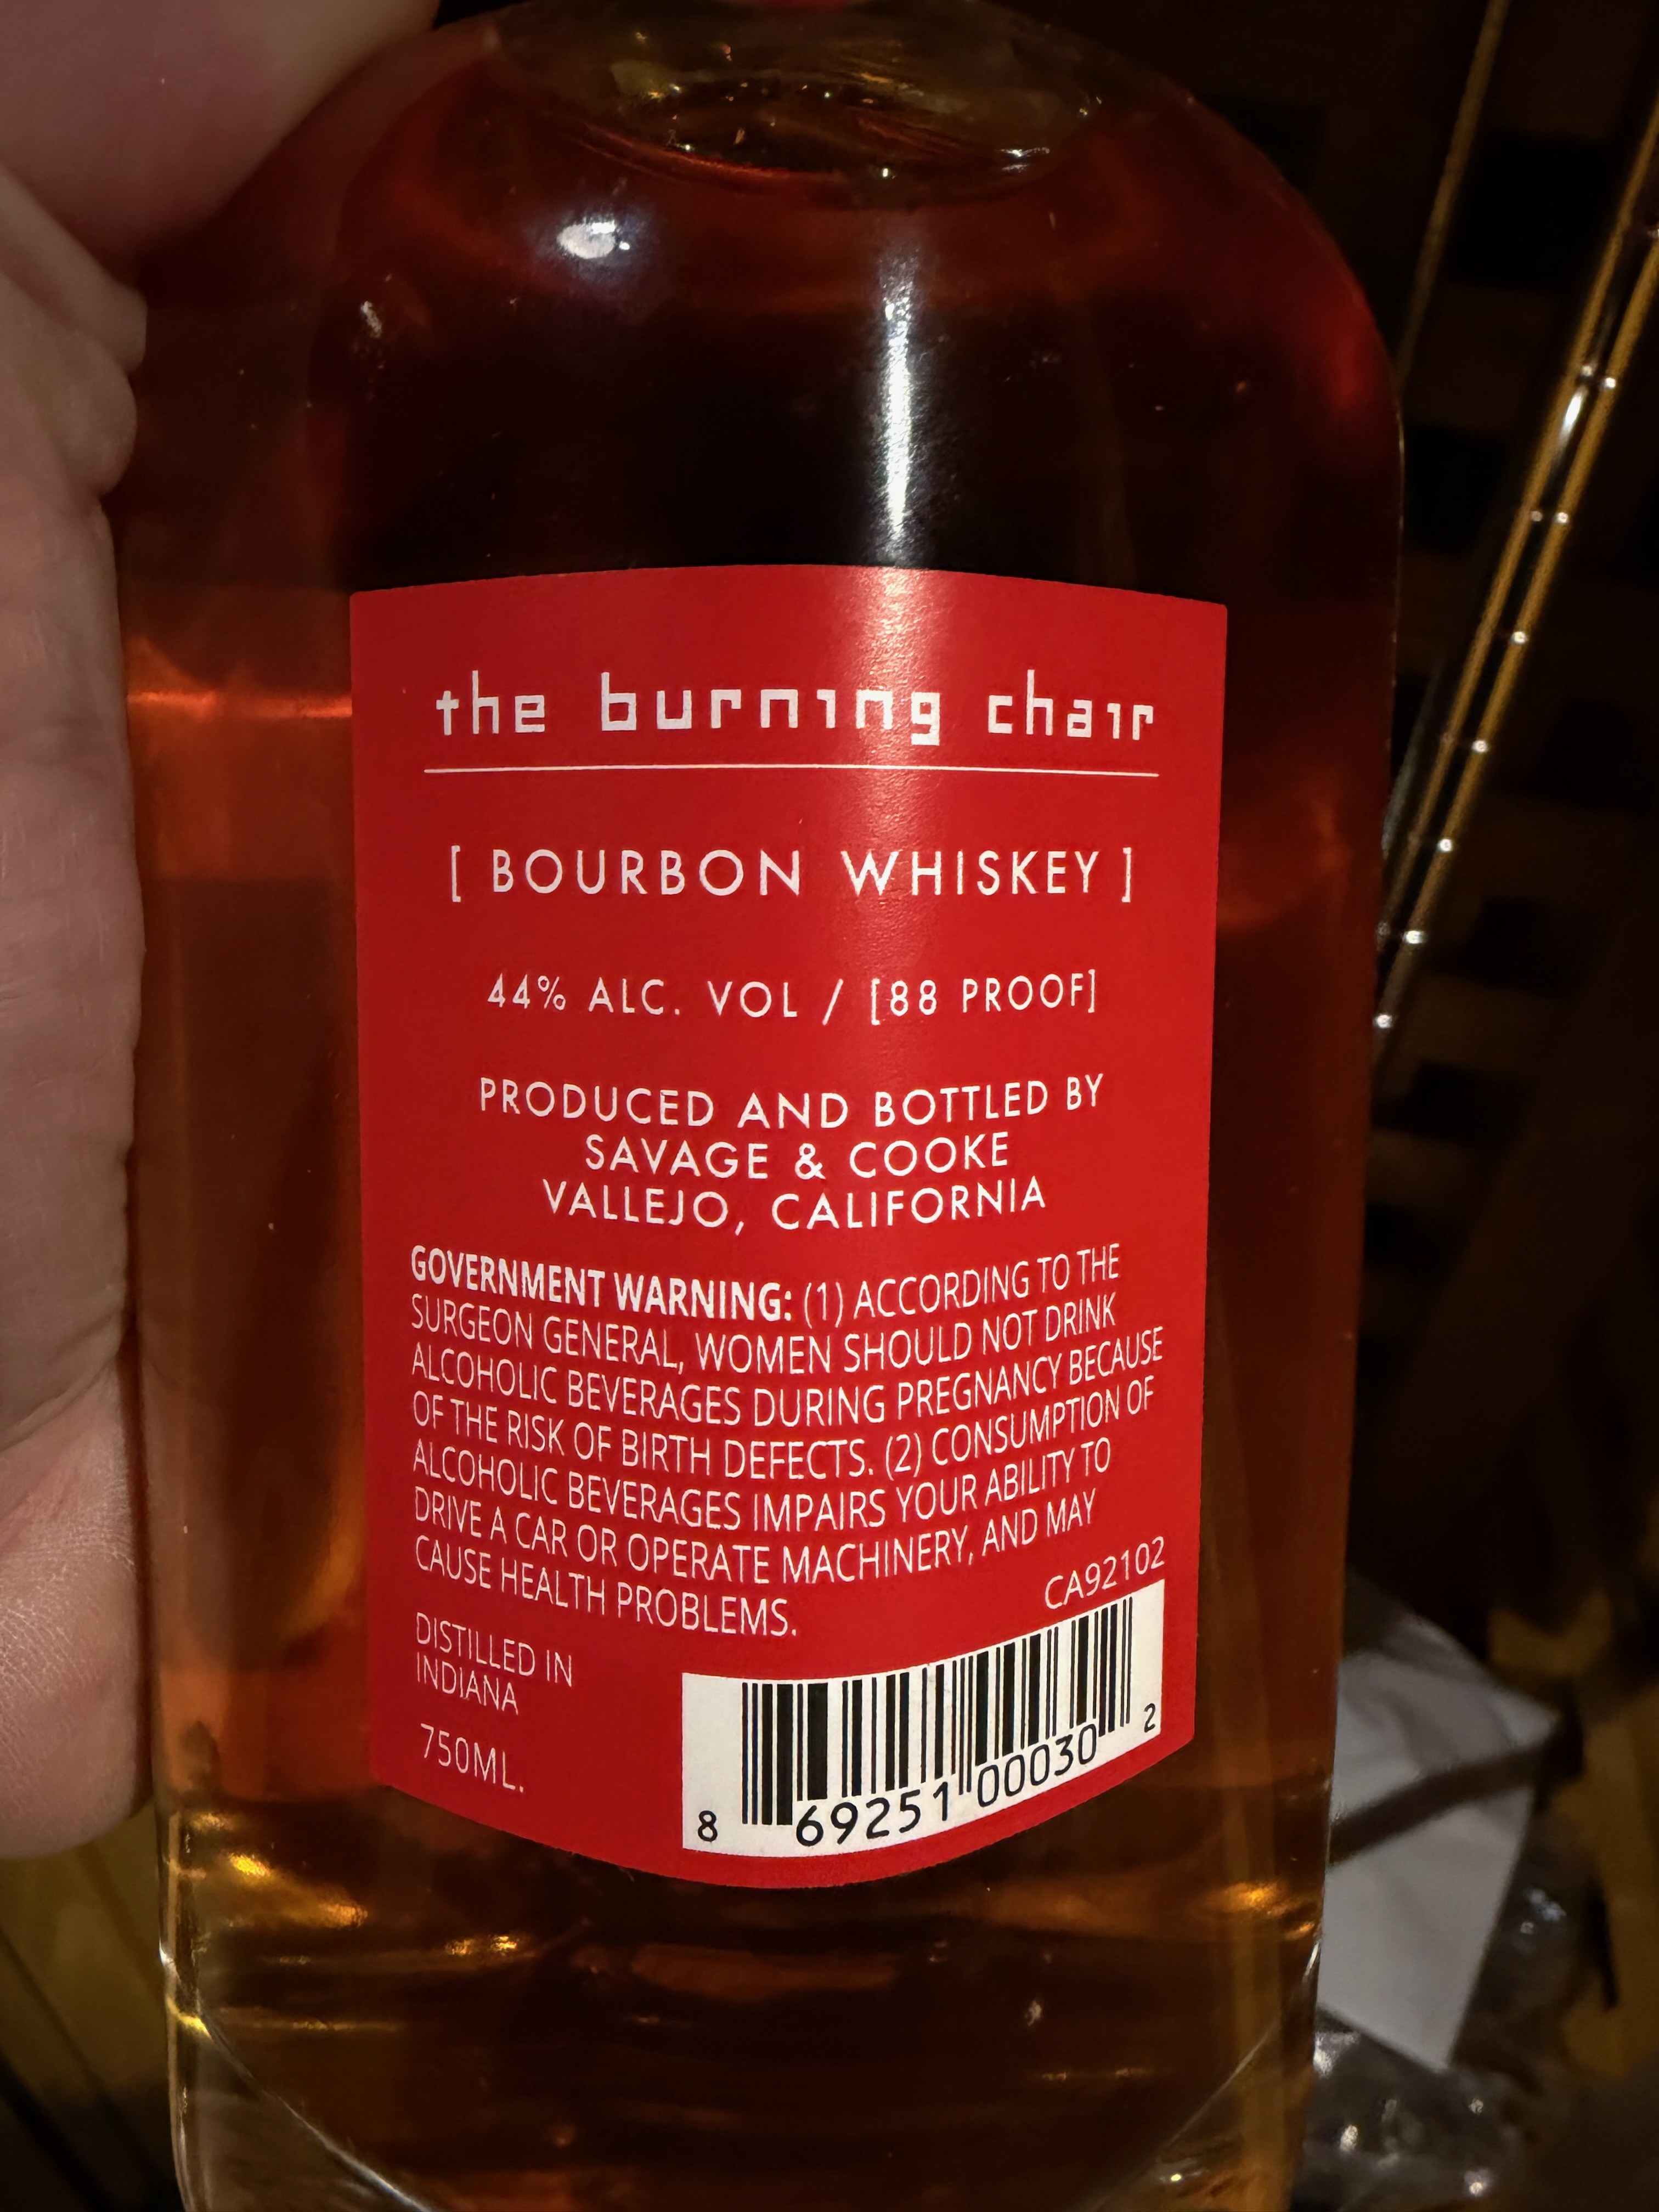 the burning chair
[ BOURBON WHISKEY ]
44% ALC. VOL / [88 PROOF]
PRODUCED AND BOTTLED BY
SAVAGE & COOKE
VALLEJO, CALIFORNIA
GOVERNMENT WARNING: (1) ACCORDING TO THE
SURGEON GENERAL, WOMEN SHOULD NOT DRINK
ALCOHOLIC BEVERAGES DURING PREGNANCY BECAUSE
OF THE RISK OF BIRTH DEFECTS. (2) CONSUMPTION OF
ALCOHOLIC BEVERAGES IMPAIRS YOUR ABILITY TO
DRIVE A CAR OR OPERATE MACHINERY, AND MAY
CAUSE HEALTH PROBLEMS.
CA92102
DISTILLED IN
INDIANA
750ML.
8 69251 00030 2